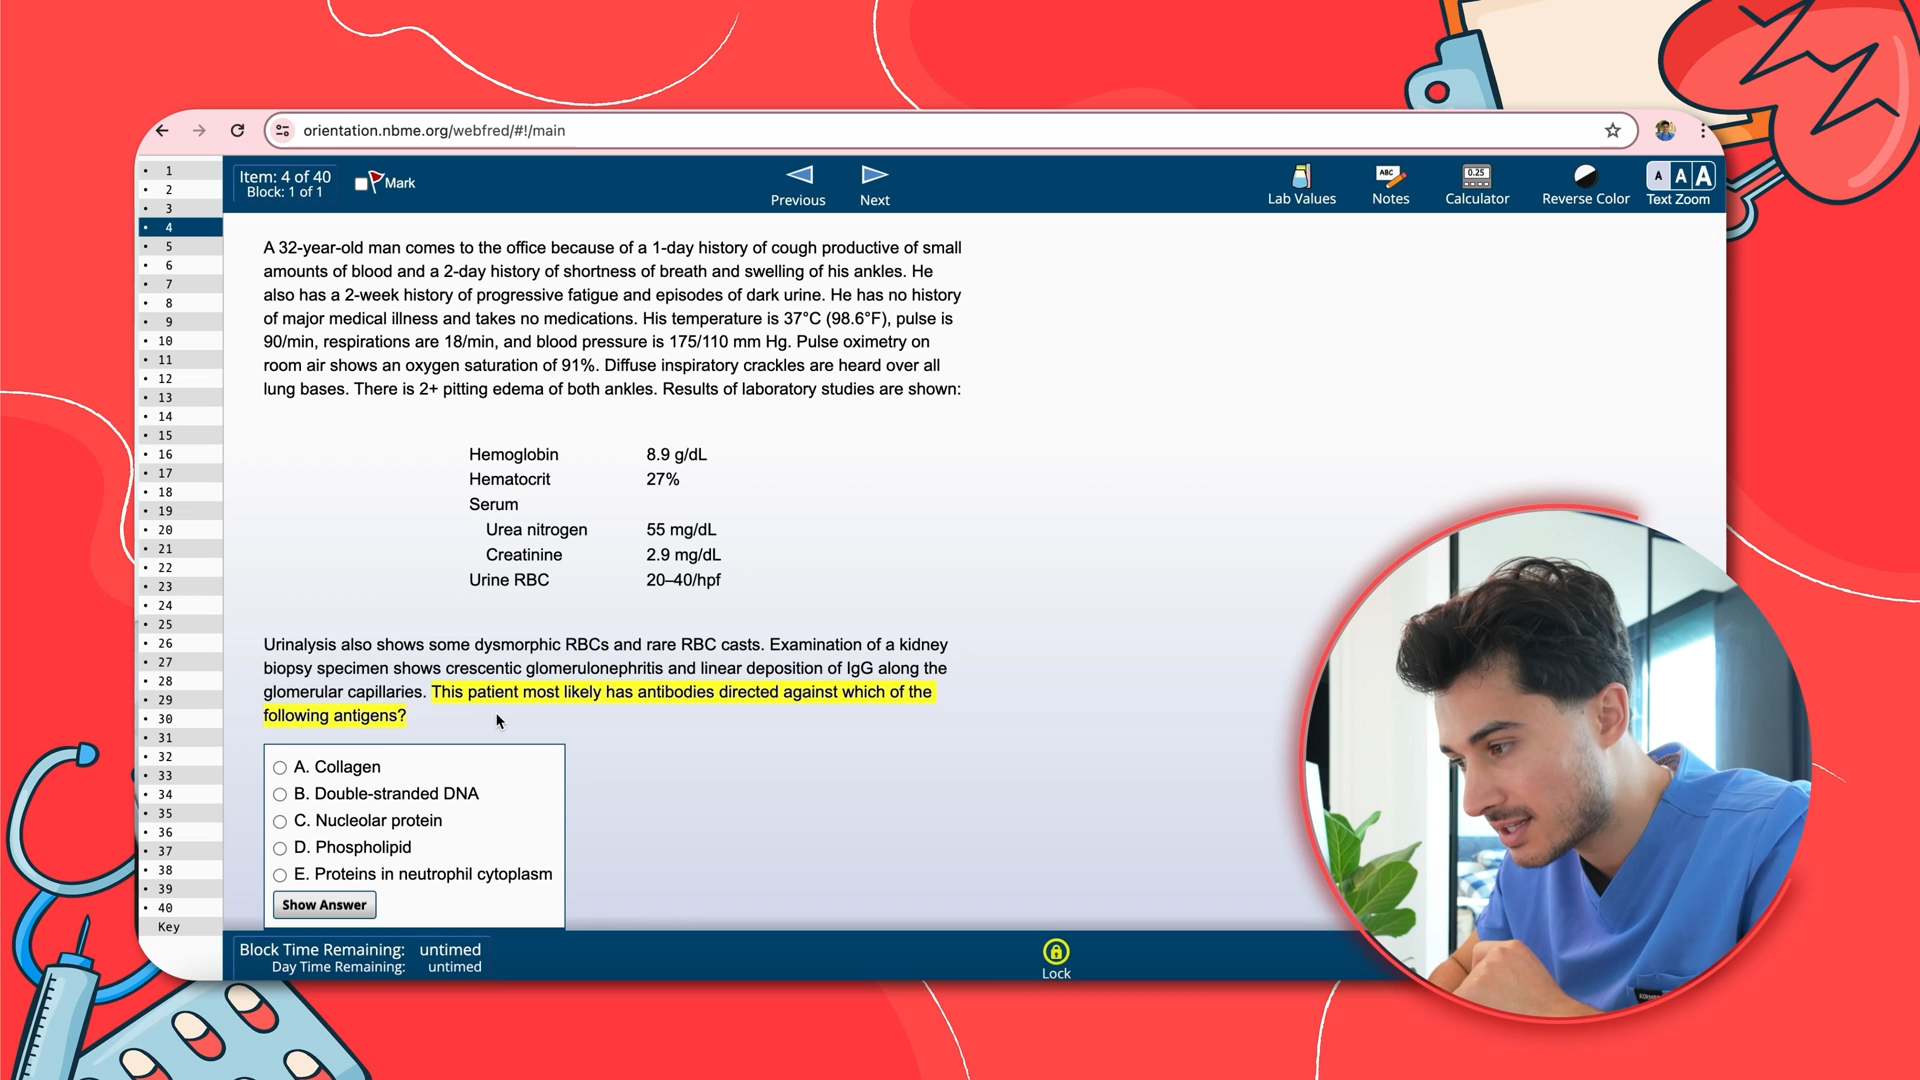 orientation.nbme.org/webfred/#!/main
Item: 4 of 40
Block: 1 of 1
Mark
Previous
Next
Lab Values
ABC
Notes
0.25
Calculator
Reverse Color
A A A
Text Zoom
1
2
3
4
5
6
7
8
9
10
11
12
13
14
15
16
17
18
19
20
21
22
23
24
25
26
27
28
29
30
31
32
33
34
35
36
37
38
39
40
Key
A 32-year-old man comes to the office because of a 1-day history of cough productive of small
amounts of blood and a 2-day history of shortness of breath and swelling of his ankles. He
also has a 2-week history of progressive fatigue and episodes of dark urine. He has no history
of major medical illness and takes no medications. His temperature is 37°C (98.6°F), pulse is
90/min, respirations are 18/min, and blood pressure is 175/110 mm Hg. Pulse oximetry on
room air shows an oxygen saturation of 91%. Diffuse inspiratory crackles are heard over all
lung bases. There is 2+ pitting edema of both ankles. Results of laboratory studies are shown:
Hemoglobin 8.9 g/dL
Hematocrit 27%
Serum
Urea nitrogen 55 mg/dL
Creatinine 2.9 mg/dL
Urine RBC 20–40/hpf
Urinalysis also shows some dysmorphic RBCs and rare RBC casts. Examination of a kidney
biopsy specimen shows crescentic glomerulonephritis and linear deposition of IgG along the
glomerular capillaries. This patient most likely has antibodies directed against which of the
following antigens?
A. Collagen
B. Double-stranded DNA
C. Nucleolar protein
D. Phospholipid
E. Proteins in neutrophil cytoplasm
Show Answer
Block Time Remaining: untimed
Day Time Remaining: untimed
Lock